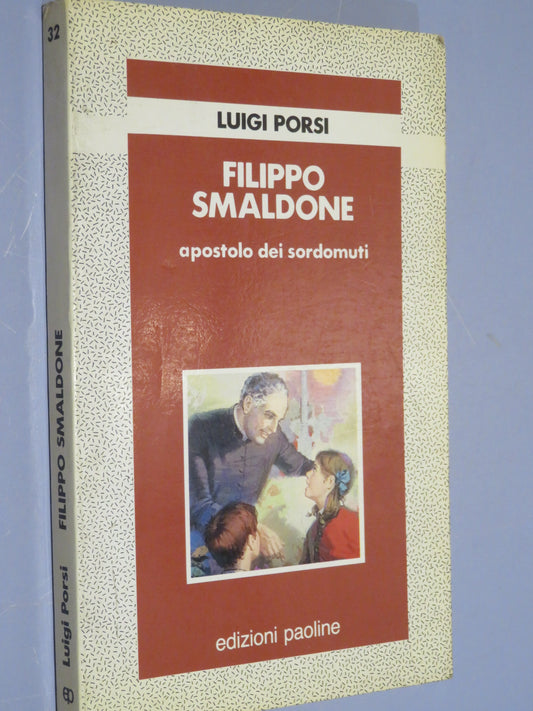 LUIGI PORSI
FILIPPO
SMALDONE
apostolo dei sordomuti
edizioni paoline
32
FILIPPO SMALDONE
Luigi Porsi